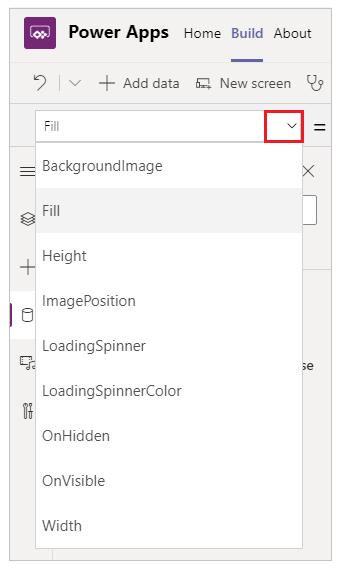 Power Apps Home Build About
Add data New screen
Fill =
BackgroundImage
Fill
Height
ImagePosition
LoadingSpinner
se
LoadingSpinnerColor
OnHidden
OnVisible
Width